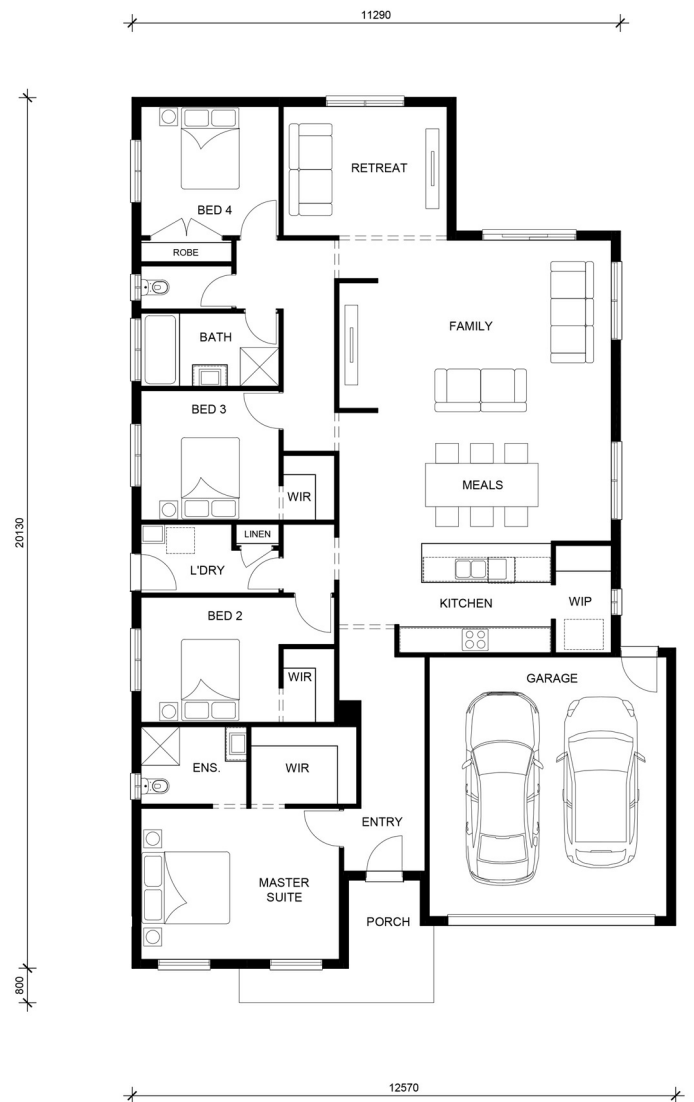 11290
RETREAT
BED 4
ROBE
FAMILY
BATH
BED 3
MEALS
WIR
20130
LINEN
L'DRY
KITCHEN
WIP
BED 2
WIR
GARAGE
ENS.
WIR
ENTRY
MASTER
SUITE
PORCH
800
12570